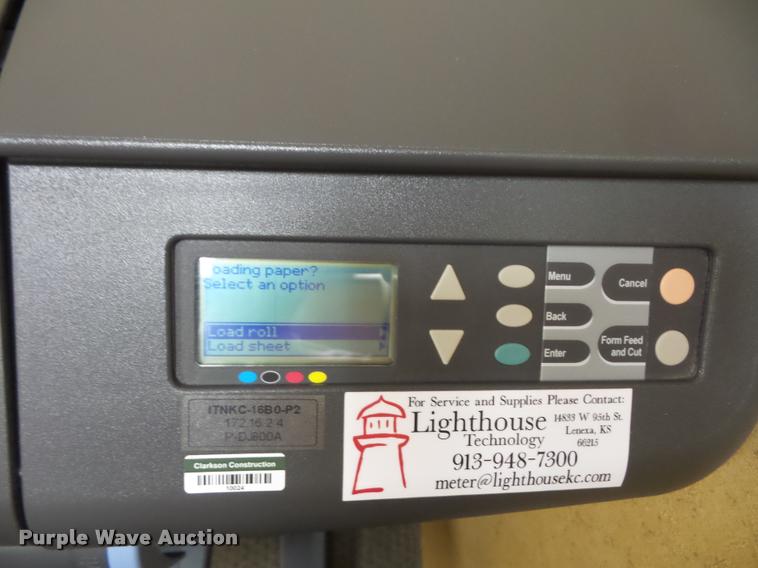 Loading paper?
Select an option
Load roll
Load sheet
Menu
Back
Enter
Cancel
Form Feed
and Cut
ITNKC-16B0-P2
172.16.2.4
P-DJ800A
Clarkson Construction
10024
For Service and Supplies Please Contact:
Lighthouse
Technology
14833 W 95th St.
Lenexa, KS
66215
913-948-7300
meter@lighthousekc.com
Purple Wave Auction